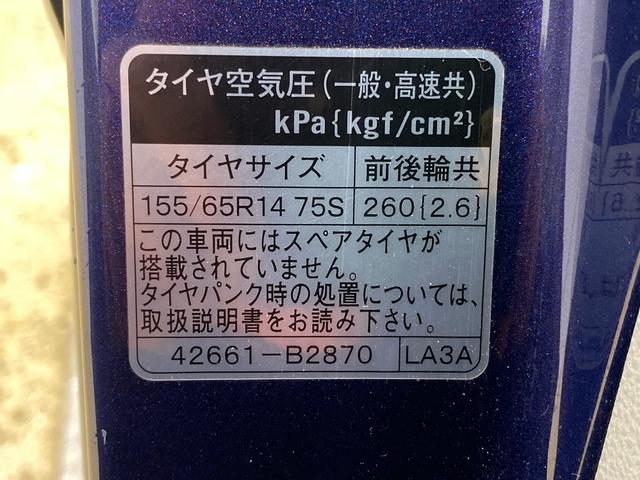 タイヤ空気圧(一般・高速共)
kPa{kgf/cm²}
タイヤサイズ 前後輪共
155/65R14 75S 260{2.6}
この車両にはスペアタイヤが
搭載されていません。
タイヤパンク時の処置については、
取扱説明書をお読み下さい。
42661-B2870 LA3A